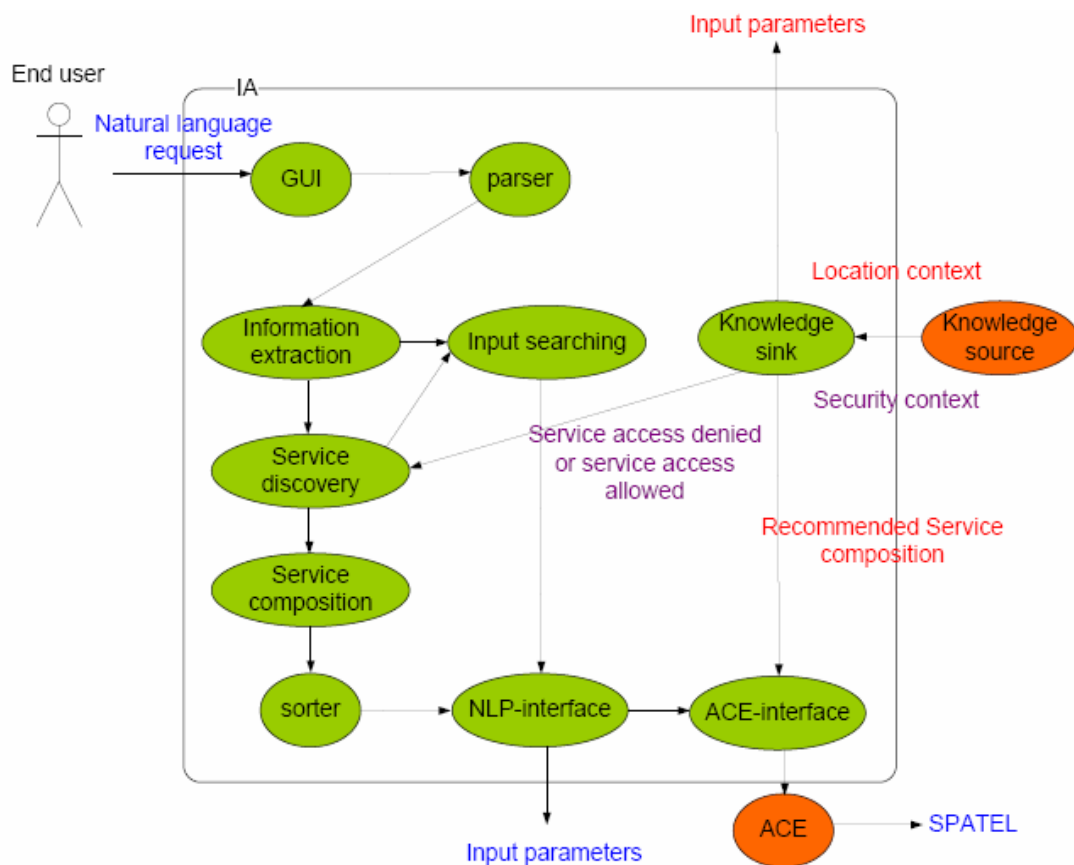 Input parameters
End user
IA
Natural language
request
GUI
parser
Location context
Information
extraction
Input searching
Knowledge
sink
Knowledge
source
Security context
Service access denied
or service access
allowed
Service
discovery
Recommended Service
composition
Service
composition
sorter
NLP-interface
ACE-interface
ACE
SPATEL
Input parameters